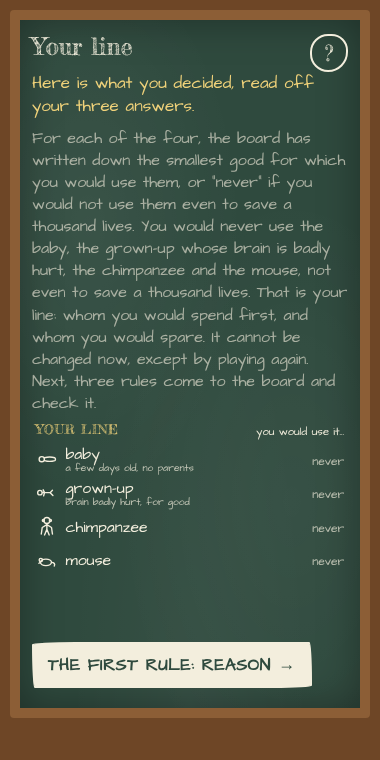 Your line
?
Here is what you decided, read off
your three answers.
For each of the four, the board has
written down the smallest good for which
you would use them, or "never" if you
would not use them even to save a
thousand lives. You would never use the
baby, the grown-up whose brain is badly
hurt, the chimpanzee and the mouse, not
even to save a thousand lives. That is your
line: whom you would spend first, and
whom you would spare. It cannot be
changed now, except by playing again.
Next, three rules come to the board and
check it.
YOUR LINE you would use it...
baby
a few days old, no parents
never
grown-up
brain badly hurt, for good
never
chimpanzee never
mouse never
THE FIRST RULE: REASON →